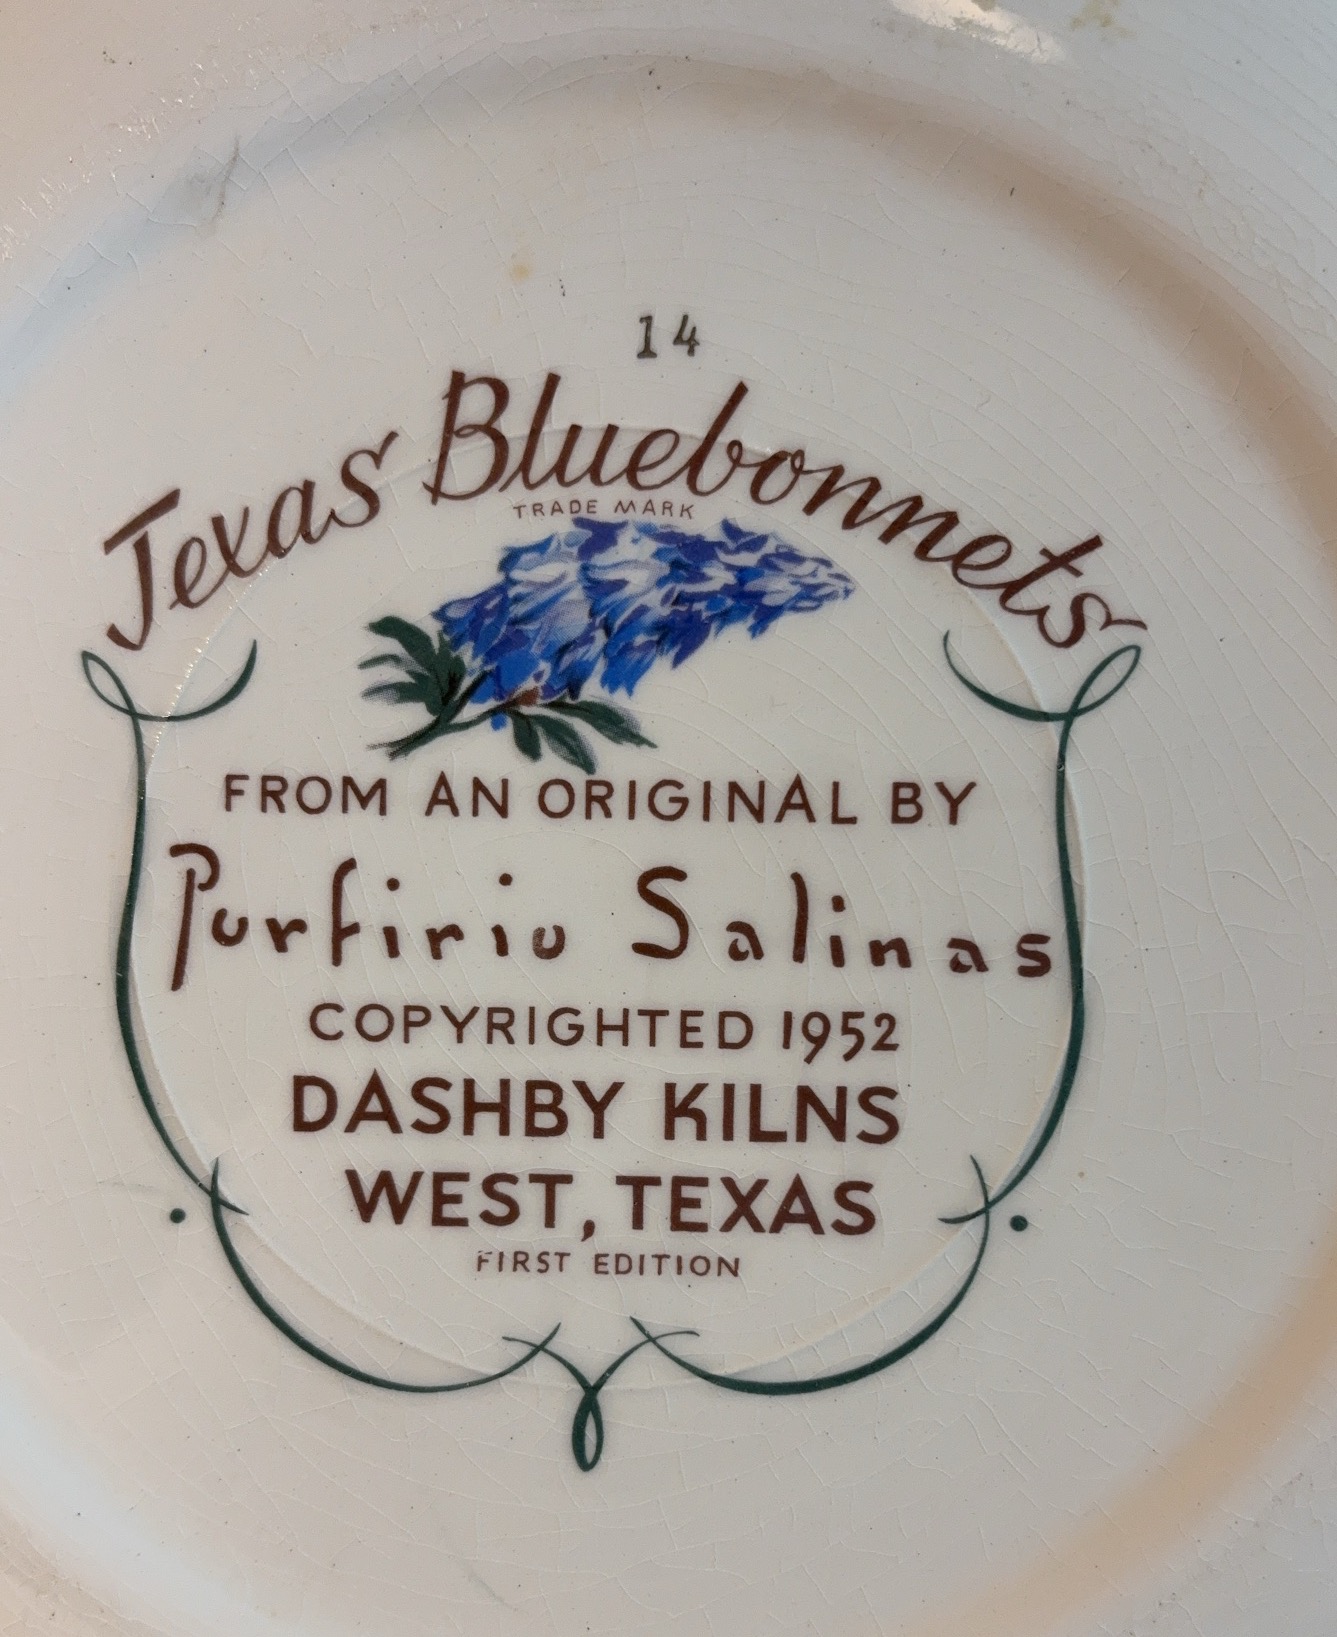 14
Texas Bluebonnets
TRADE MARK
FROM AN ORIGINAL BY
Porfirio Salinas
COPYRIGHTED 1952
DASHBY KILNS
WEST, TEXAS
FIRST EDITION